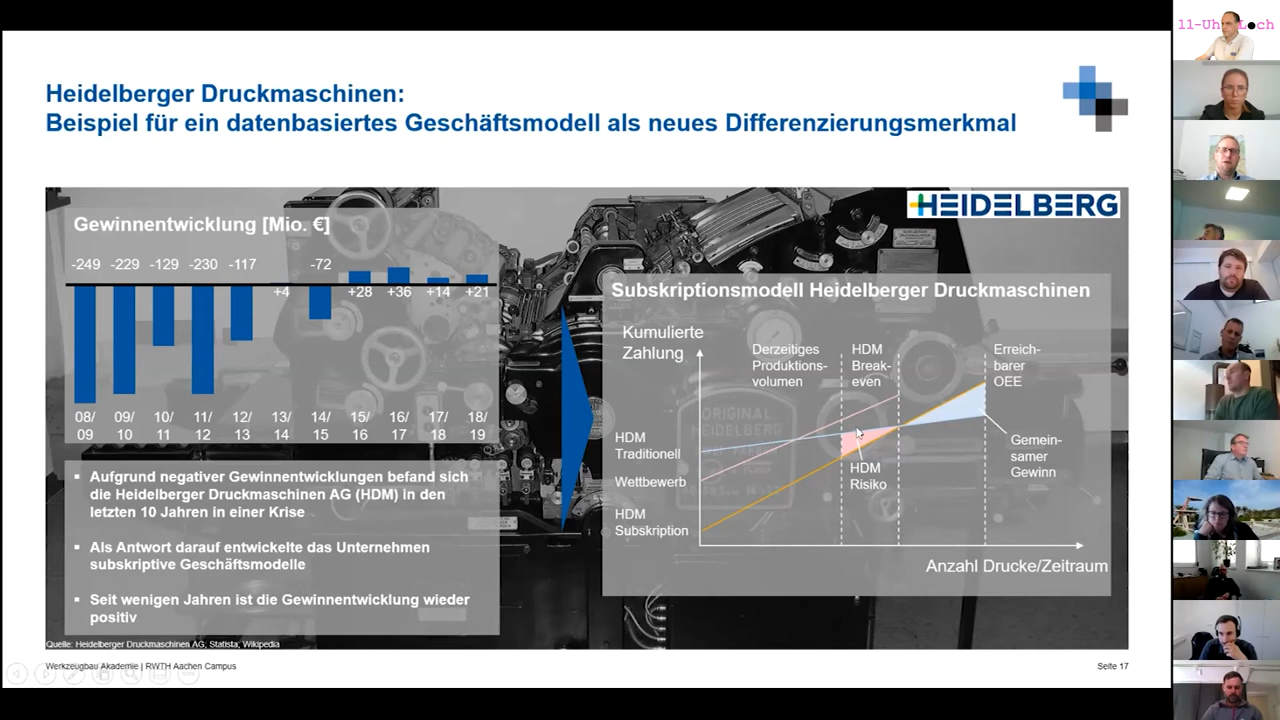 11-Uh L ch
Heidelberger Druckmaschinen:
Beispiel für ein datenbasiertes Geschäftsmodell als neues Differenzierungsmerkmal
HEIDELBERG
Gewinnentwicklung [Mio. €]
-249 -229 -129 -230 -117 -72
+4 +28 +36 +14 +21
08/ 09/ 10/ 11/ 12/ 13/ 14/ 15/ 16/ 17/ 18/
09 10 11 12 13 14 15 16 17 18 19
Aufgrund negativer Gewinnentwicklungen befand sich
die Heidelberger Druckmaschinen AG (HDM) in den
letzten 10 Jahren in einer Krise
Als Antwort darauf entwickelte das Unternehmen
subskriptive Geschäftsmodelle
Seit wenigen Jahren ist die Gewinnentwicklung wieder
positiv
Subskriptionsmodell Heidelberger Druckmaschinen
Kumulierte
Zahlung
Derzeitiges
Produktions-
volumen
HDM
Break-
even
Erreich-
barer
OEE
HDM
Traditionell
Wettbewerb
HDM
Subskription
HDM
Risiko
Gemein-
samer
Gewinn
Anzahl Drucke/Zeitraum
ORIGINAL
HEIDELBERG
Quelle: Heidelberger Druckmaschinen AG; Statista; Wikipedia
Werkzeugbau Akademie | RWTH Aachen Campus
Seite 17